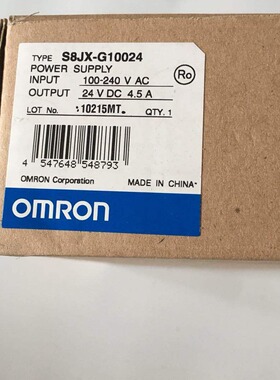 TYPE S8JX-G10024
POWER SUPPLY
INPUT 100-240 V AC
OUTPUT 24 V DC 4.5 A
LOT No. 10215MT. QTY. 1
Ro
4 547648 548793
OMRON Corporation MADE IN CHINA
OMRON